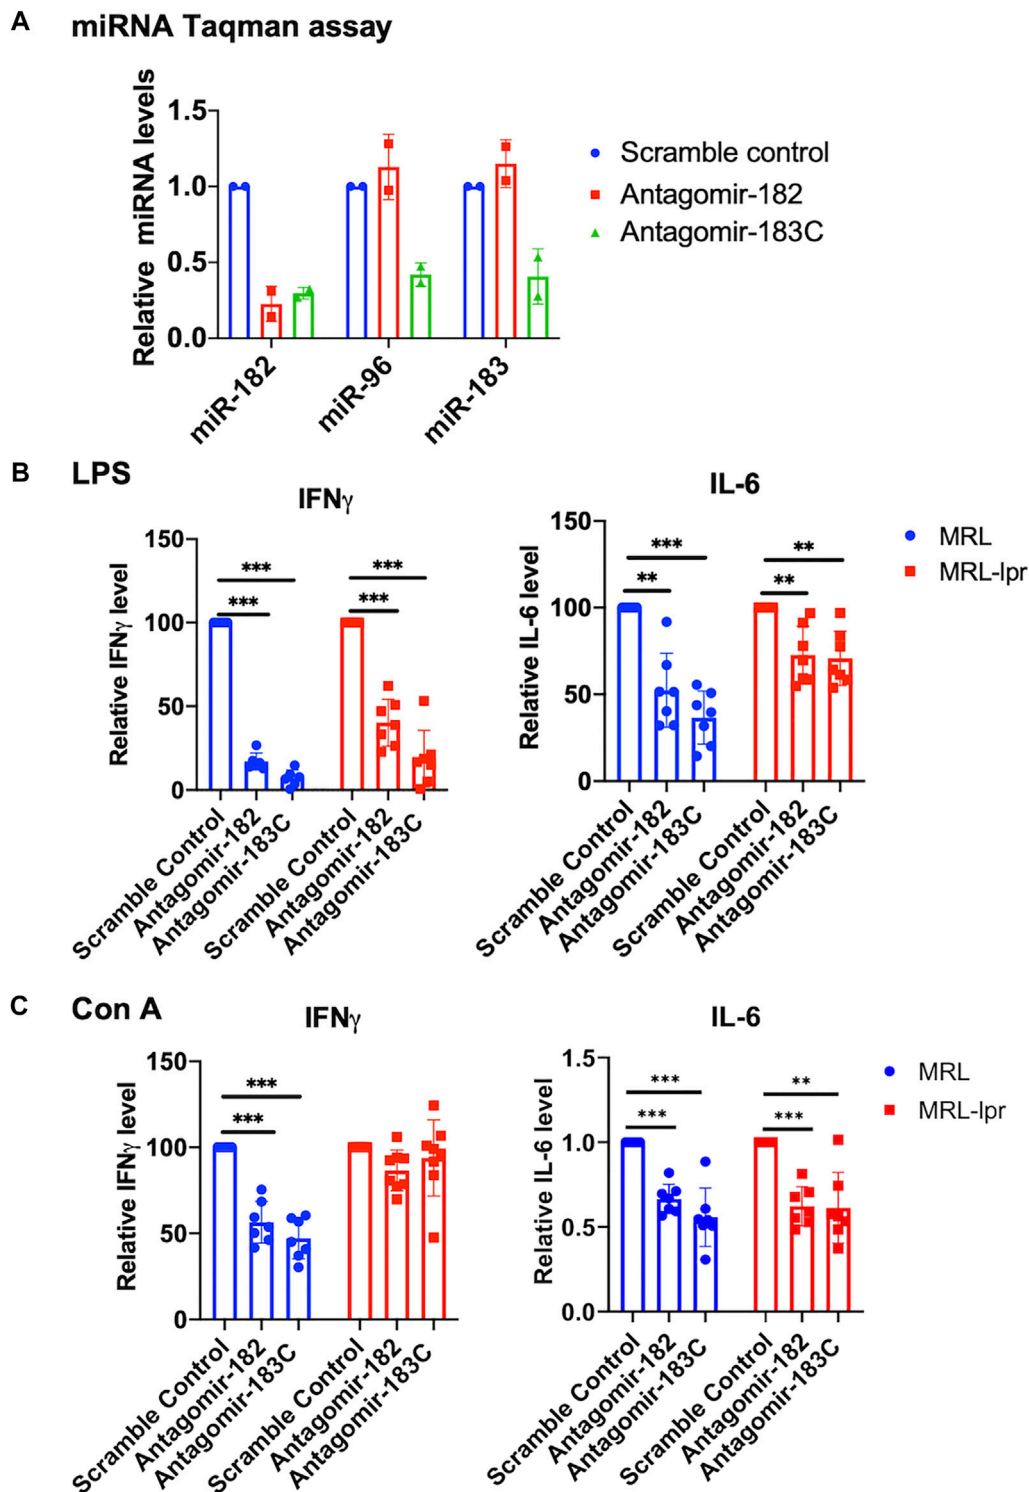 A miRNA Taqman assay
Relative miRNA levels
1.5
1.0
0.5
0.0
miR-182
miR-96
miR-183
Scramble control
Antagomir-182
Antagomir-183C
B LPS
IFNγ
Relative IFNγ level
150
100
50
0
*** ***
*** ***
Scramble Control
Antagomir-182
Antagomir-183C
Scramble Control
Antagomir-182
Antagomir-183C
IL-6
Relative IL-6 level
150
100
50
0
*** **
** **
Scramble Control
Antagomir-182
Antagomir-183C
Scramble Control
Antagomir-182
Antagomir-183C
MRL
MRL-lpr
C Con A
IFNγ
Relative IFNγ level
150
100
50
0
***
***
Scramble Control
Antagomir-182
Antagomir-183C
Scramble Control
Antagomir-182
Antagomir-183C
IL-6
Relative IL-6 level
1.5
1.0
0.5
0.0
*** **
*** ***
Scramble Control
Antagomir-182
Antagomir-183C
Scramble Control
Antagomir-182
Antagomir-183C
MRL
MRL-lpr